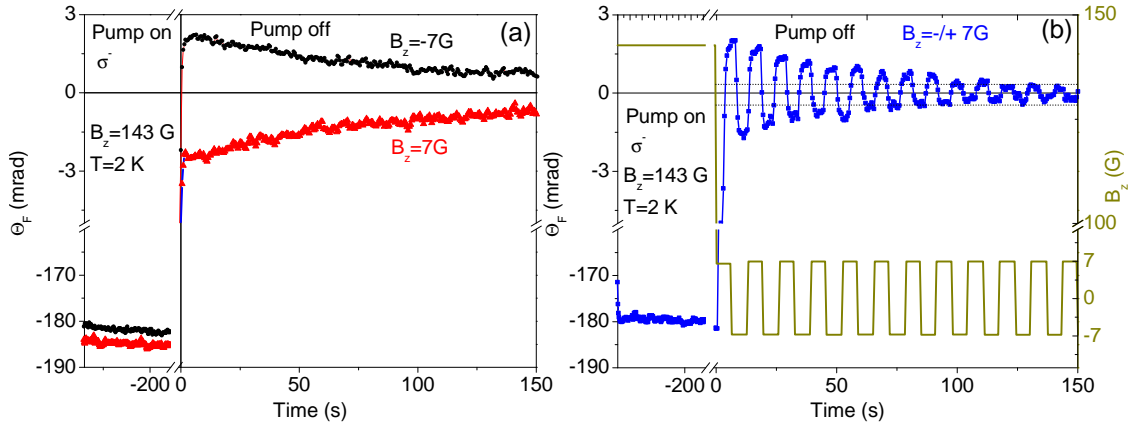 Pump on
σ-
Pump off
B_z=-7G
(a)
B_z=143 G
T=2 K
B_z=7G
Θ_F (mrad)
3
0
-3
-170
-180
-190
-200
0
50
100
150
Time (s)
Pump off
B_z=-/+ 7G
(b)
Pump on
σ-
B_z=143 G
T=2 K
Θ_F (mrad)
3
0
-3
-170
-180
-190
-200
0
50
100
150
Time (s)
150
100
7
0
-7
B_z (G)